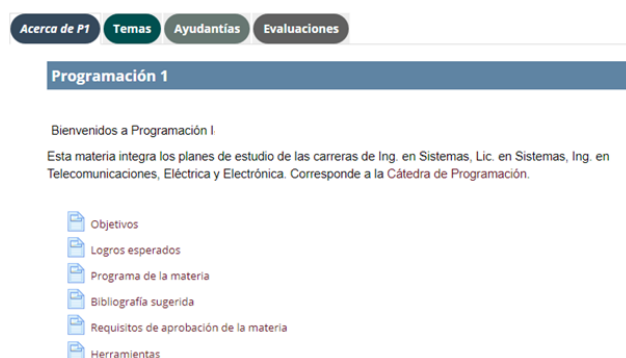 Acerca de P1 Temas Ayudantías Evaluaciones
Programación 1
Bienvenidos a Programación I
Esta materia integra los planes de estudio de las carreras de Ing. en Sistemas, Lic. en Sistemas, Ing. en
Telecomunicaciones, Eléctrica y Electrónica. Corresponde a la Cátedra de Programación.
Objetivos
Logros esperados
Programa de la materia
Bibliografía sugerida
Requisitos de aprobación de la materia
Herramientas